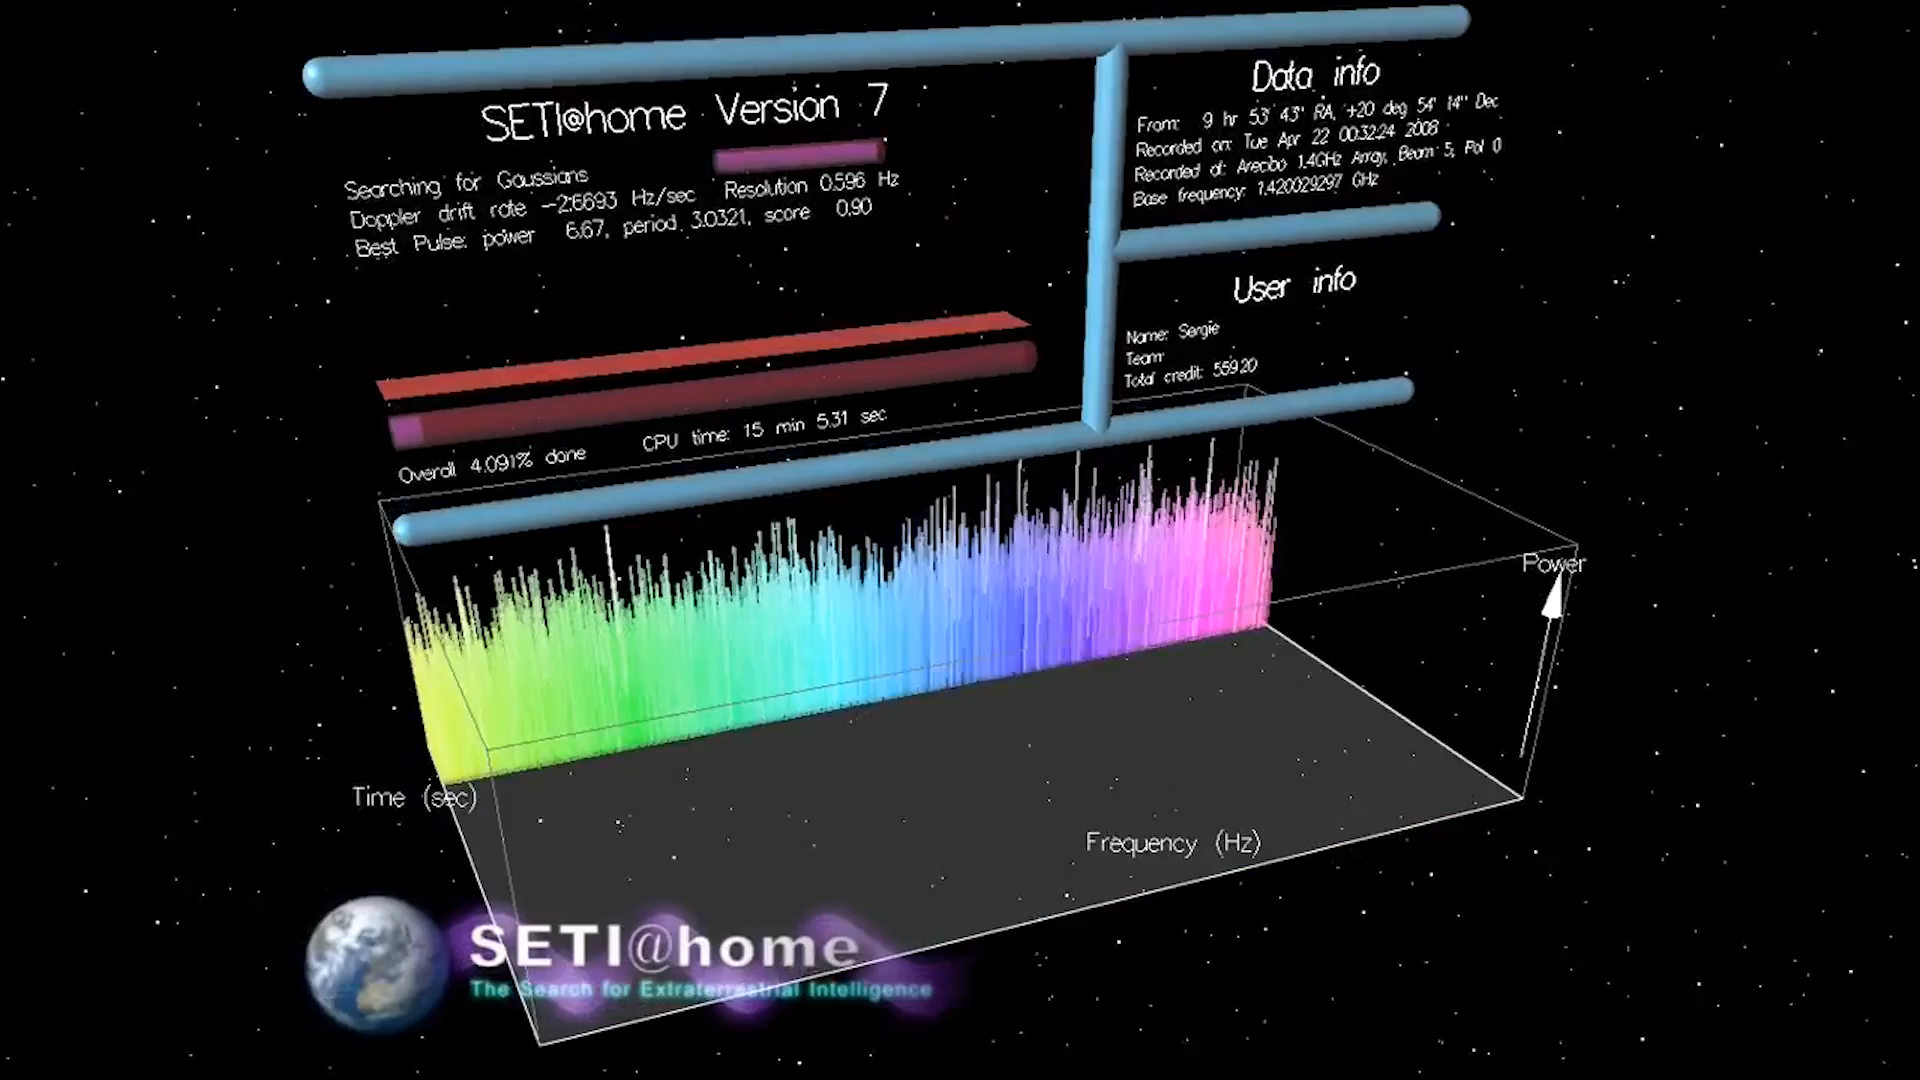 SETI@home Version 7
Searching for Gaussians
Doppler drift rate -2.6693 Hz/sec Resolution 0.596 Hz
Best Pulse: power 6.67, period 3.0321, score 0.90
Overall 4.091% done CPU time: 15 min 5.31 sec
Data info
From: 9 hr 53' 43" RA, +20 deg 54' 14" Dec
Recorded on: Tue Apr 22 00:32:24 2008
Recorded at: Arecibo 1.4GHz Array, Beam 5, Pol 0
Base frequency: 1.420029297 GHz
User info
Name: Sergie
Team:
Total credit: 559.20
Power
Time (sec)
Frequency (Hz)
SETI@home
The Search for Extraterrestrial Intelligence